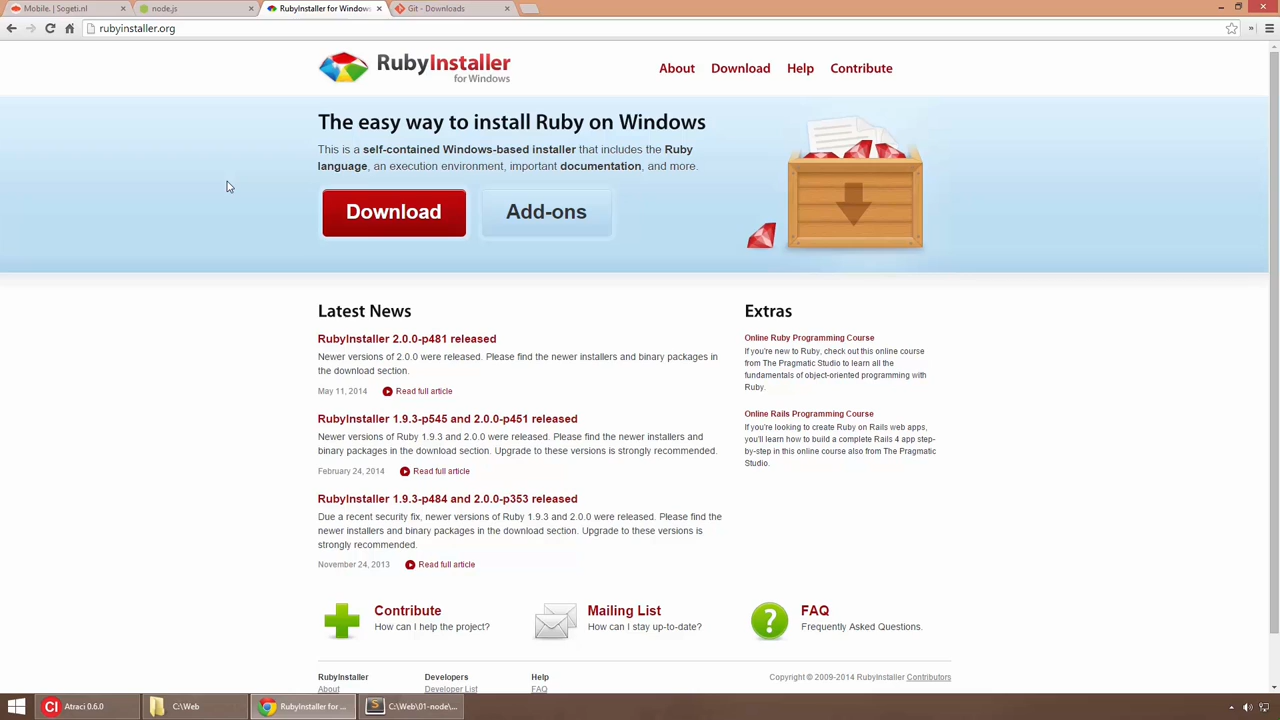 Mobile. | Sogeti.nl
node.js
RubyInstaller for Windows
Git - Downloads
rubyinstaller.org
RubyInstaller
for Windows
About
Download
Help
Contribute
The easy way to install Ruby on Windows
This is a self-contained Windows-based installer that includes the Ruby
language, an execution environment, important documentation, and more.
Download
Add-ons
Latest News
RubyInstaller 2.0.0-p481 released
Newer versions of 2.0.0 were released. Please find the newer installers and binary packages in
the download section.
May 11, 2014
Read full article
RubyInstaller 1.9.3-p545 and 2.0.0-p451 released
Newer versions of Ruby 1.9.3 and 2.0.0 were released. Please find the newer installers and
binary packages in the download section. Upgrade to these versions is strongly recommended.
February 24, 2014
Read full article
RubyInstaller 1.9.3-p484 and 2.0.0-p353 released
Due a recent security fix, newer versions of Ruby 1.9.3 and 2.0.0 were released. Please find the
newer installers and binary packages in the download section. Upgrade to these versions is
strongly recommended.
November 24, 2013
Read full article
Extras
Online Ruby Programming Course
If you're new to Ruby, check out this online course
from The Pragmatic Studio to learn all the
fundamentals of object-oriented programming with
Ruby.
Online Rails Programming Course
If you're looking to create Ruby on Rails web apps,
you'll learn how to build a complete Rails 4 app step-
by-step in this online course also from The Pragmatic
Studio.
Contribute
How can I help the project?
Mailing List
How can I stay up-to-date?
FAQ
Frequently Asked Questions.
RubyInstaller
About
Developers
Developer List
Help
FAQ
Copyright © 2009-2014 RubyInstaller Contributors
CI
Atraci 0.6.0
C:\Web
RubyInstaller for ...
C:\Web\01-node\...